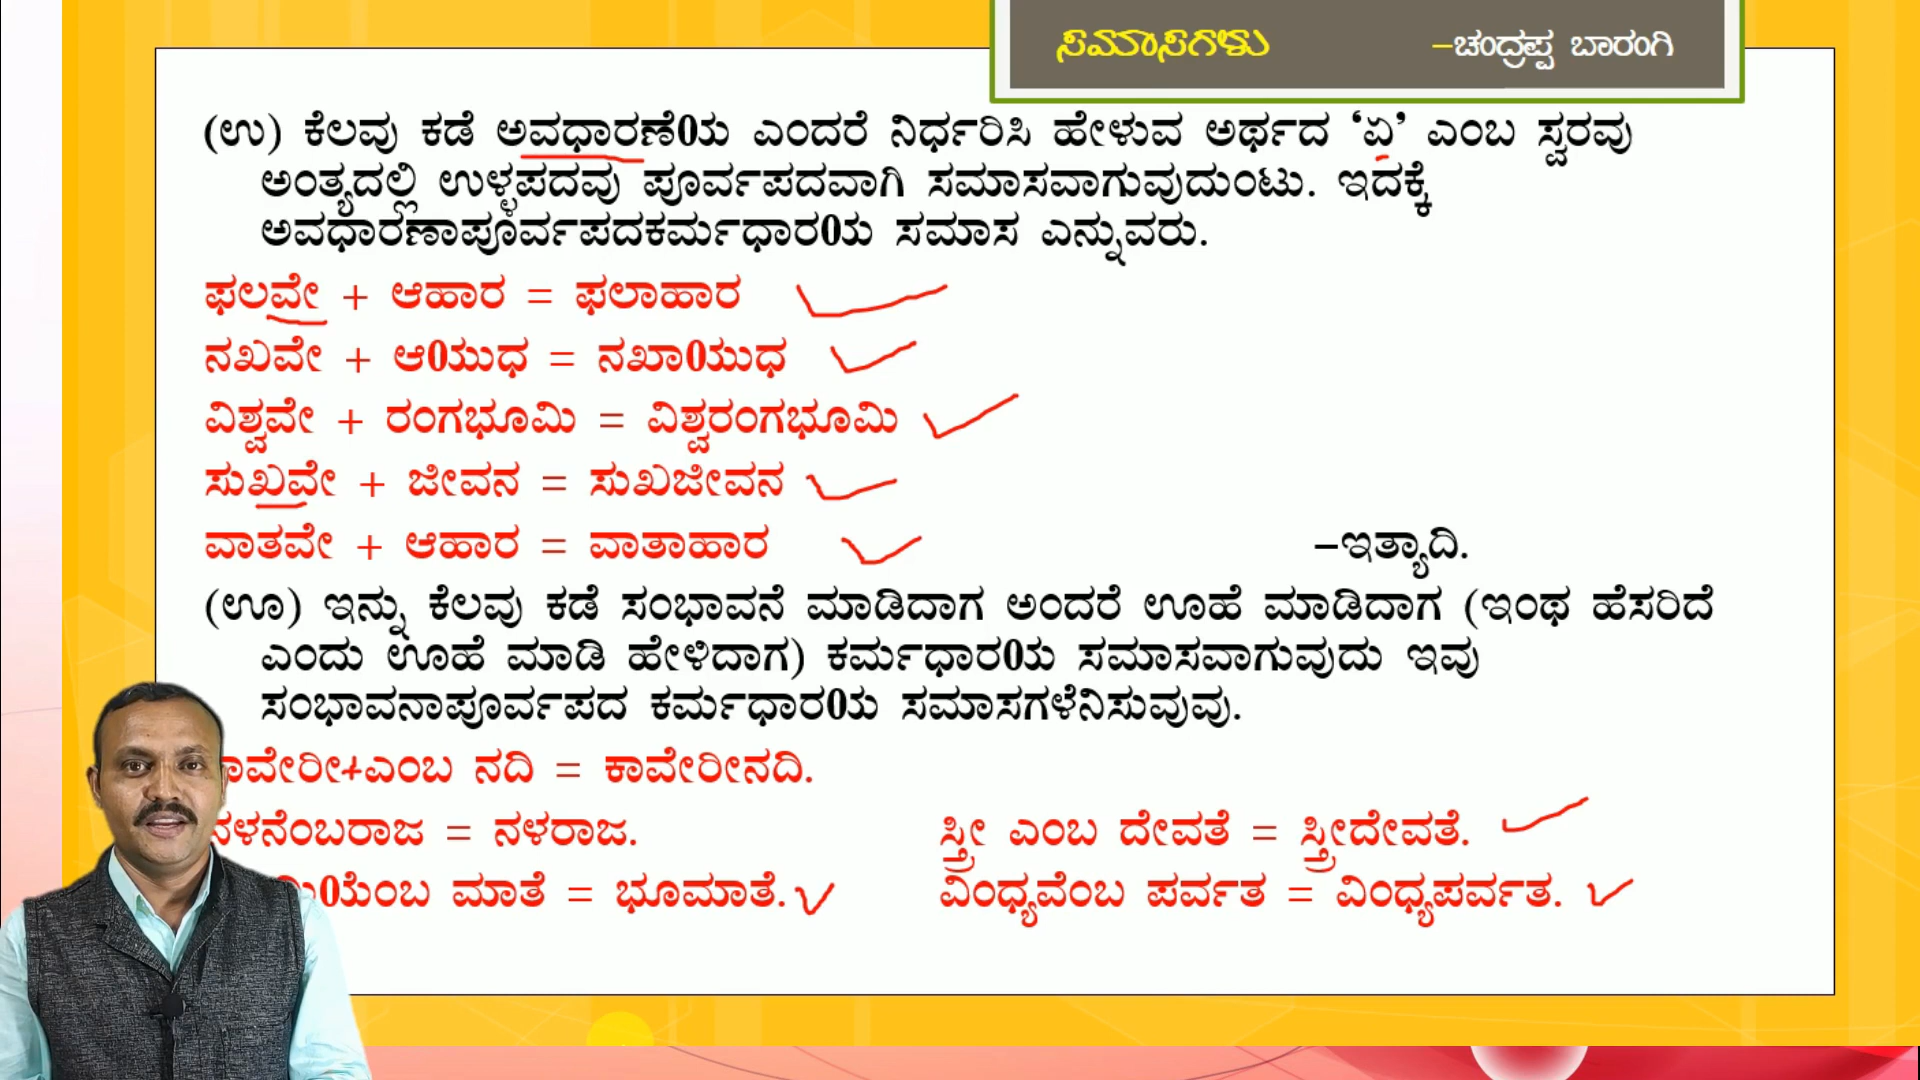 ಸಮಾಸಗಳು –ಚಂದ್ರಪ್ಪ ಬಾರಂಗಿ
(ಉ) ಕೆಲವು ಕಡೆ ಅವಧಾರಣೆಯ ಎಂದರೆ ನಿರ್ಧರಿಸಿ ಹೇಳುವ ಅರ್ಥದ ‘ಏ’ ಎಂಬ ಸ್ವರವು
ಅಂತ್ಯದಲ್ಲಿ ಉಳ್ಳಪದವು ಪೂರ್ವಪದವಾಗಿ ಸಮಾಸವಾಗುವುದುಂಟು. ಇದಕ್ಕೆ
ಅವಧಾರಣಾಪೂರ್ವಪದಕರ್ಮಧಾರಯ ಸಮಾಸ ಎನ್ನುವರು.
ಫಲವೇ + ಆಹಾರ = ಫಲಾಹಾರ
ನಖವೇ + ಆಯುಧ = ನಖಾಯುಧ
ವಿಶ್ವವೇ + ರಂಗಭೂಮಿ = ವಿಶ್ವರಂಗಭೂಮಿ
ಸುಖವೇ + ಜೀವನ = ಸುಖಜೀವನ
ವಾತವೇ + ಆಹಾರ = ವಾತಾಹಾರ –ಇತ್ಯಾದಿ.
(ಊ) ಇನ್ನು ಕೆಲವು ಕಡೆ ಸಂಭಾವನೆ ಮಾಡಿದಾಗ ಅಂದರೆ ಊಹೆ ಮಾಡಿದಾಗ (ಇಂಥ ಹೆಸರಿದೆ
ಎಂದು ಊಹೆ ಮಾಡಿ ಹೇಳಿದಾಗ) ಕರ್ಮಧಾರಯ ಸಮಾಸವಾಗುವುದು ಇವು
ಸಂಭಾವನಾಪೂರ್ವಪದ ಕರ್ಮಧಾರಯ ಸಮಾಸಗಳೆನಿಸುವುವು.
ಎಂಬ ನದಿ = ಕಾವೇರೀನದಿ.
ನಳನೆಂಬರಾಜ = ನಳರಾಜ. ಸ್ತ್ರೀ ಎಂಬ ದೇವತೆ = ಸ್ತ್ರೀದೇವತೆ.
ಮಾತೆ = ಭೂಮಾತೆ. ವಿಂಧ್ಯವೆಂಬ ಪರ್ವತ = ವಿಂಧ್ಯಪರ್ವತ.